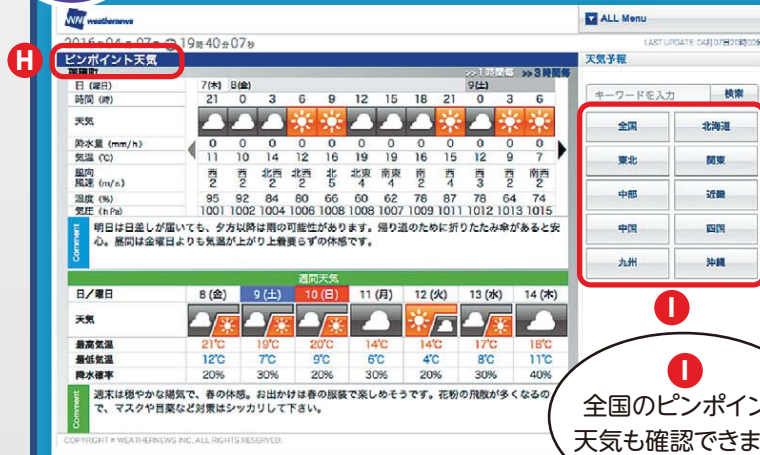 weathernews
ALL Menu
2016年04月07日 19時40分07秒
LAST UPDATE 04月07日20時00分
H
ピンポイント天気
天気予報
瑞穂町
>>1時間毎 >>3時間毎
日 (曜日) 7(木) 8(金) 9(土)
時間 (時) 21 0 3 6 9 12 15 18 21 0 3 6
天気
降水量 (mm/h) 0 0 0 0 0 0 0 0 0 0 0 0
気温 (℃) 11 10 14 12 16 19 19 16 15 12 9 7
風向 西 西 北西 北西 北 北東 南東 南 西 西 西 南西
風速 (m/s) 2 2 2 2 5 4 4 2 4 3 2 2
湿度 (%) 95 92 84 80 66 60 62 78 87 78 64 74
気圧 (hPa) 1001 1002 1004 1006 1008 1008 1007 1009 1011 1012 1013 1015
Comment
明日は日差しが届いても、夕方以降は雨の可能性があります。帰り道のために折りたたみ傘があると安
心。昼間は金曜日よりも気温が上がり上着要らずの体感です。
週間天気
日/曜日 8 (金) 9 (土) 10 (日) 11 (月) 12 (火) 13 (水) 14 (木)
天気
最高気温 21℃ 19℃ 20℃ 14℃ 14℃ 17℃ 18℃
最低気温 12℃ 7℃ 9℃ 6℃ 4℃ 8℃ 11℃
降水確率 20% 30% 20% 30% 20% 30% 40%
Comment
週末は穏やかな陽気で、春の体感。お出かけは春の服装で楽しめそうです。花粉の飛散が多くなるの
で、マスクや目薬など対策はシッカリして下さい。
COPYRIGHT © WEATHERNEWS INC. ALL RIGHTS RESERVED.
キーワードを入力 検索
全国 北海道
東北 関東
中部 近畿
中国 四国
九州 沖縄
I
I
全国のピンポイン
天気も確認できま